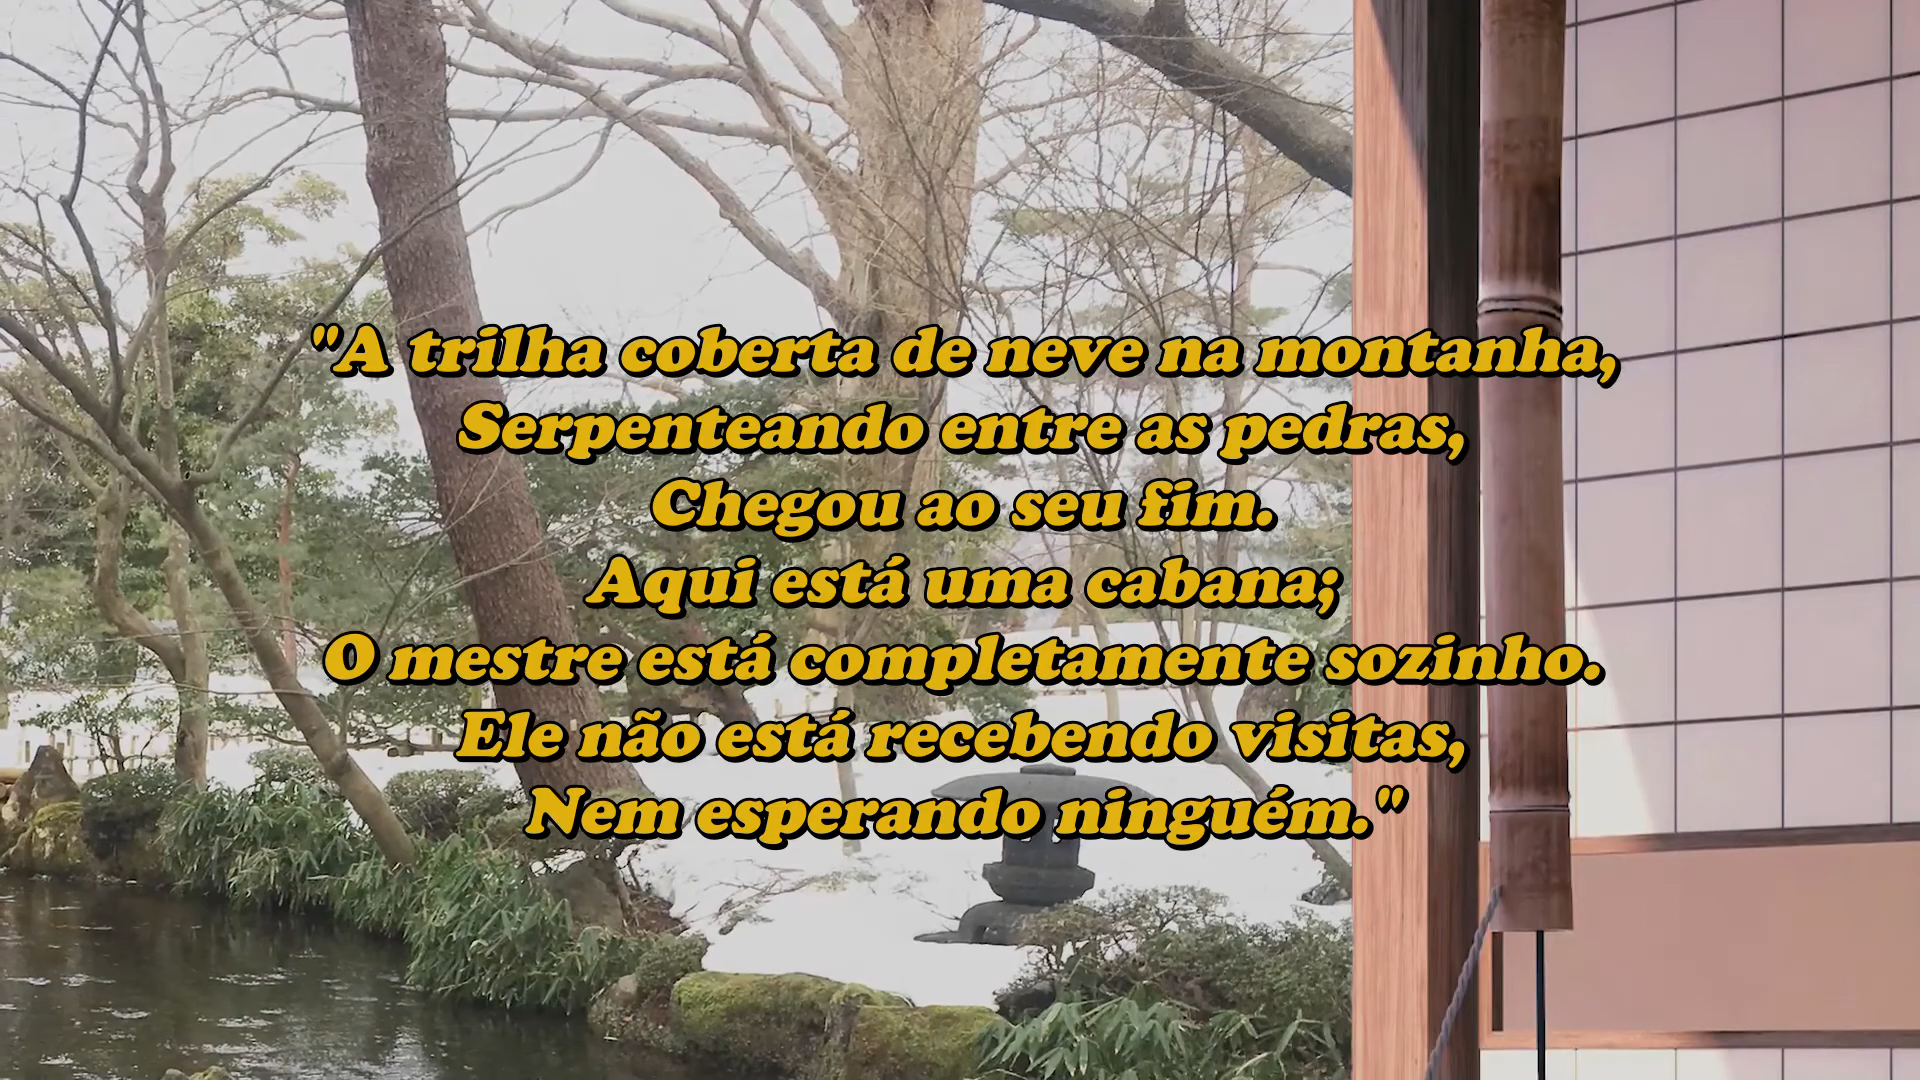 "A trilha coberta de neve na montanha,
Serpenteando entre as pedras,
Chegou ao seu fim.
Aqui está uma cabana;
O mestre está completamente sozinho.
Ele não está recebendo visitas,
Nem esperando ninguém."